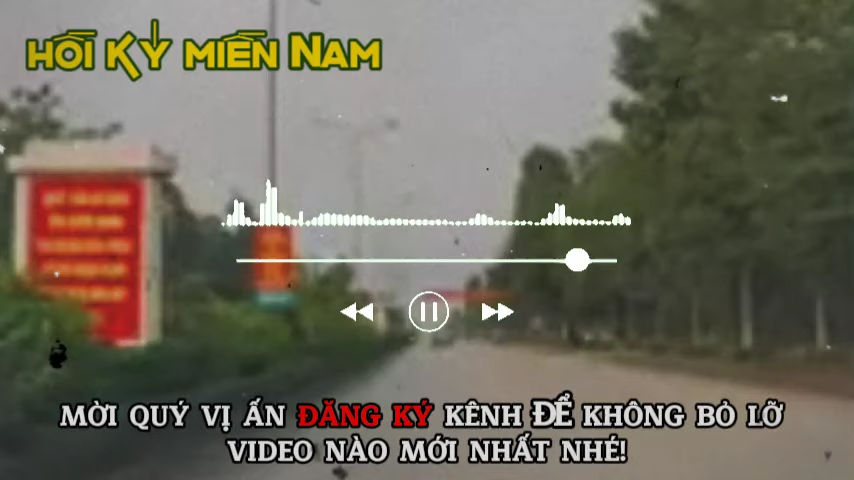 HỒI KÝ MIỀN NAM
MỜI QUÝ VỊ ẤN ĐĂNG KÝ KÊNH ĐỂ KHÔNG BỎ LỠ
VIDEO NÀO MỚI NHẤT NHÉ!